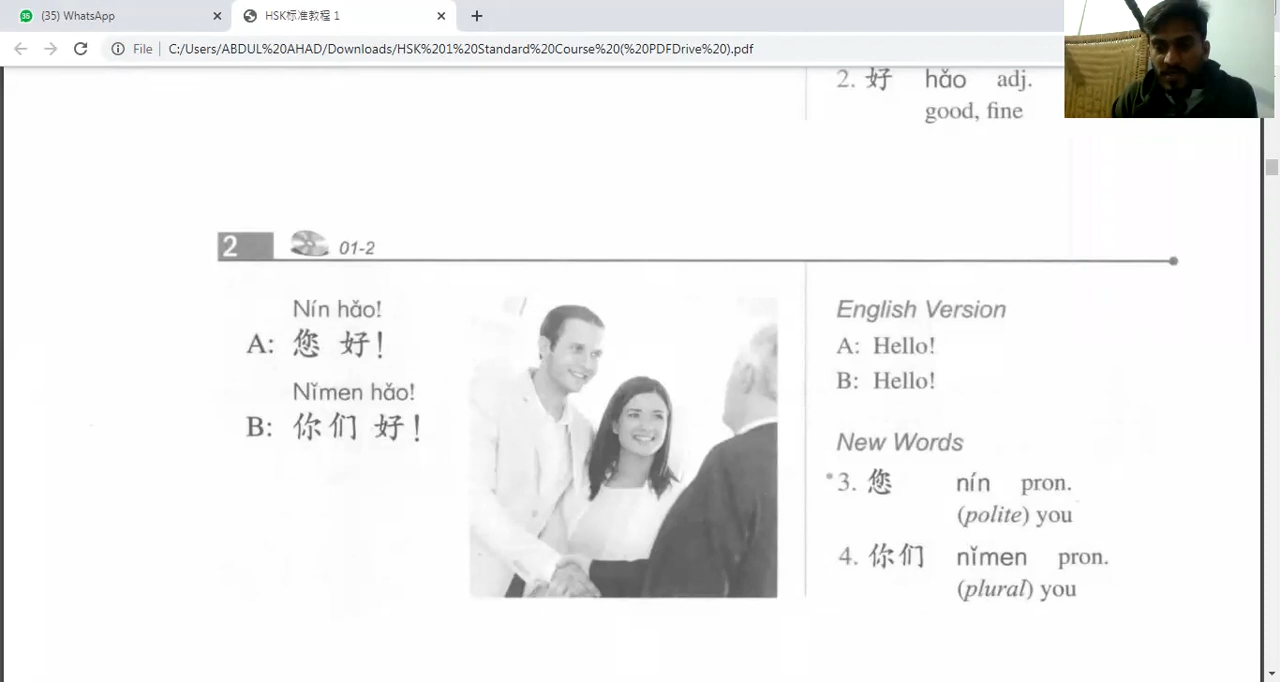 (35) WhatsApp
HSK标准教程 1
File
C:/Users/ABDUL%20AHAD/Downloads/HSK%201%20Standard%20Course%20(%20PDFDrive%20).pdf
2. 好 hǎo adj.
good, fine
2 01-2
Nín hǎo!
A: 您 好!
Nǐmen hǎo!
B: 你们 好!
English Version
A: Hello!
B: Hello!
New Words
*3. 您 nín pron.
(polite) you
4. 你们 nǐmen pron.
(plural) you